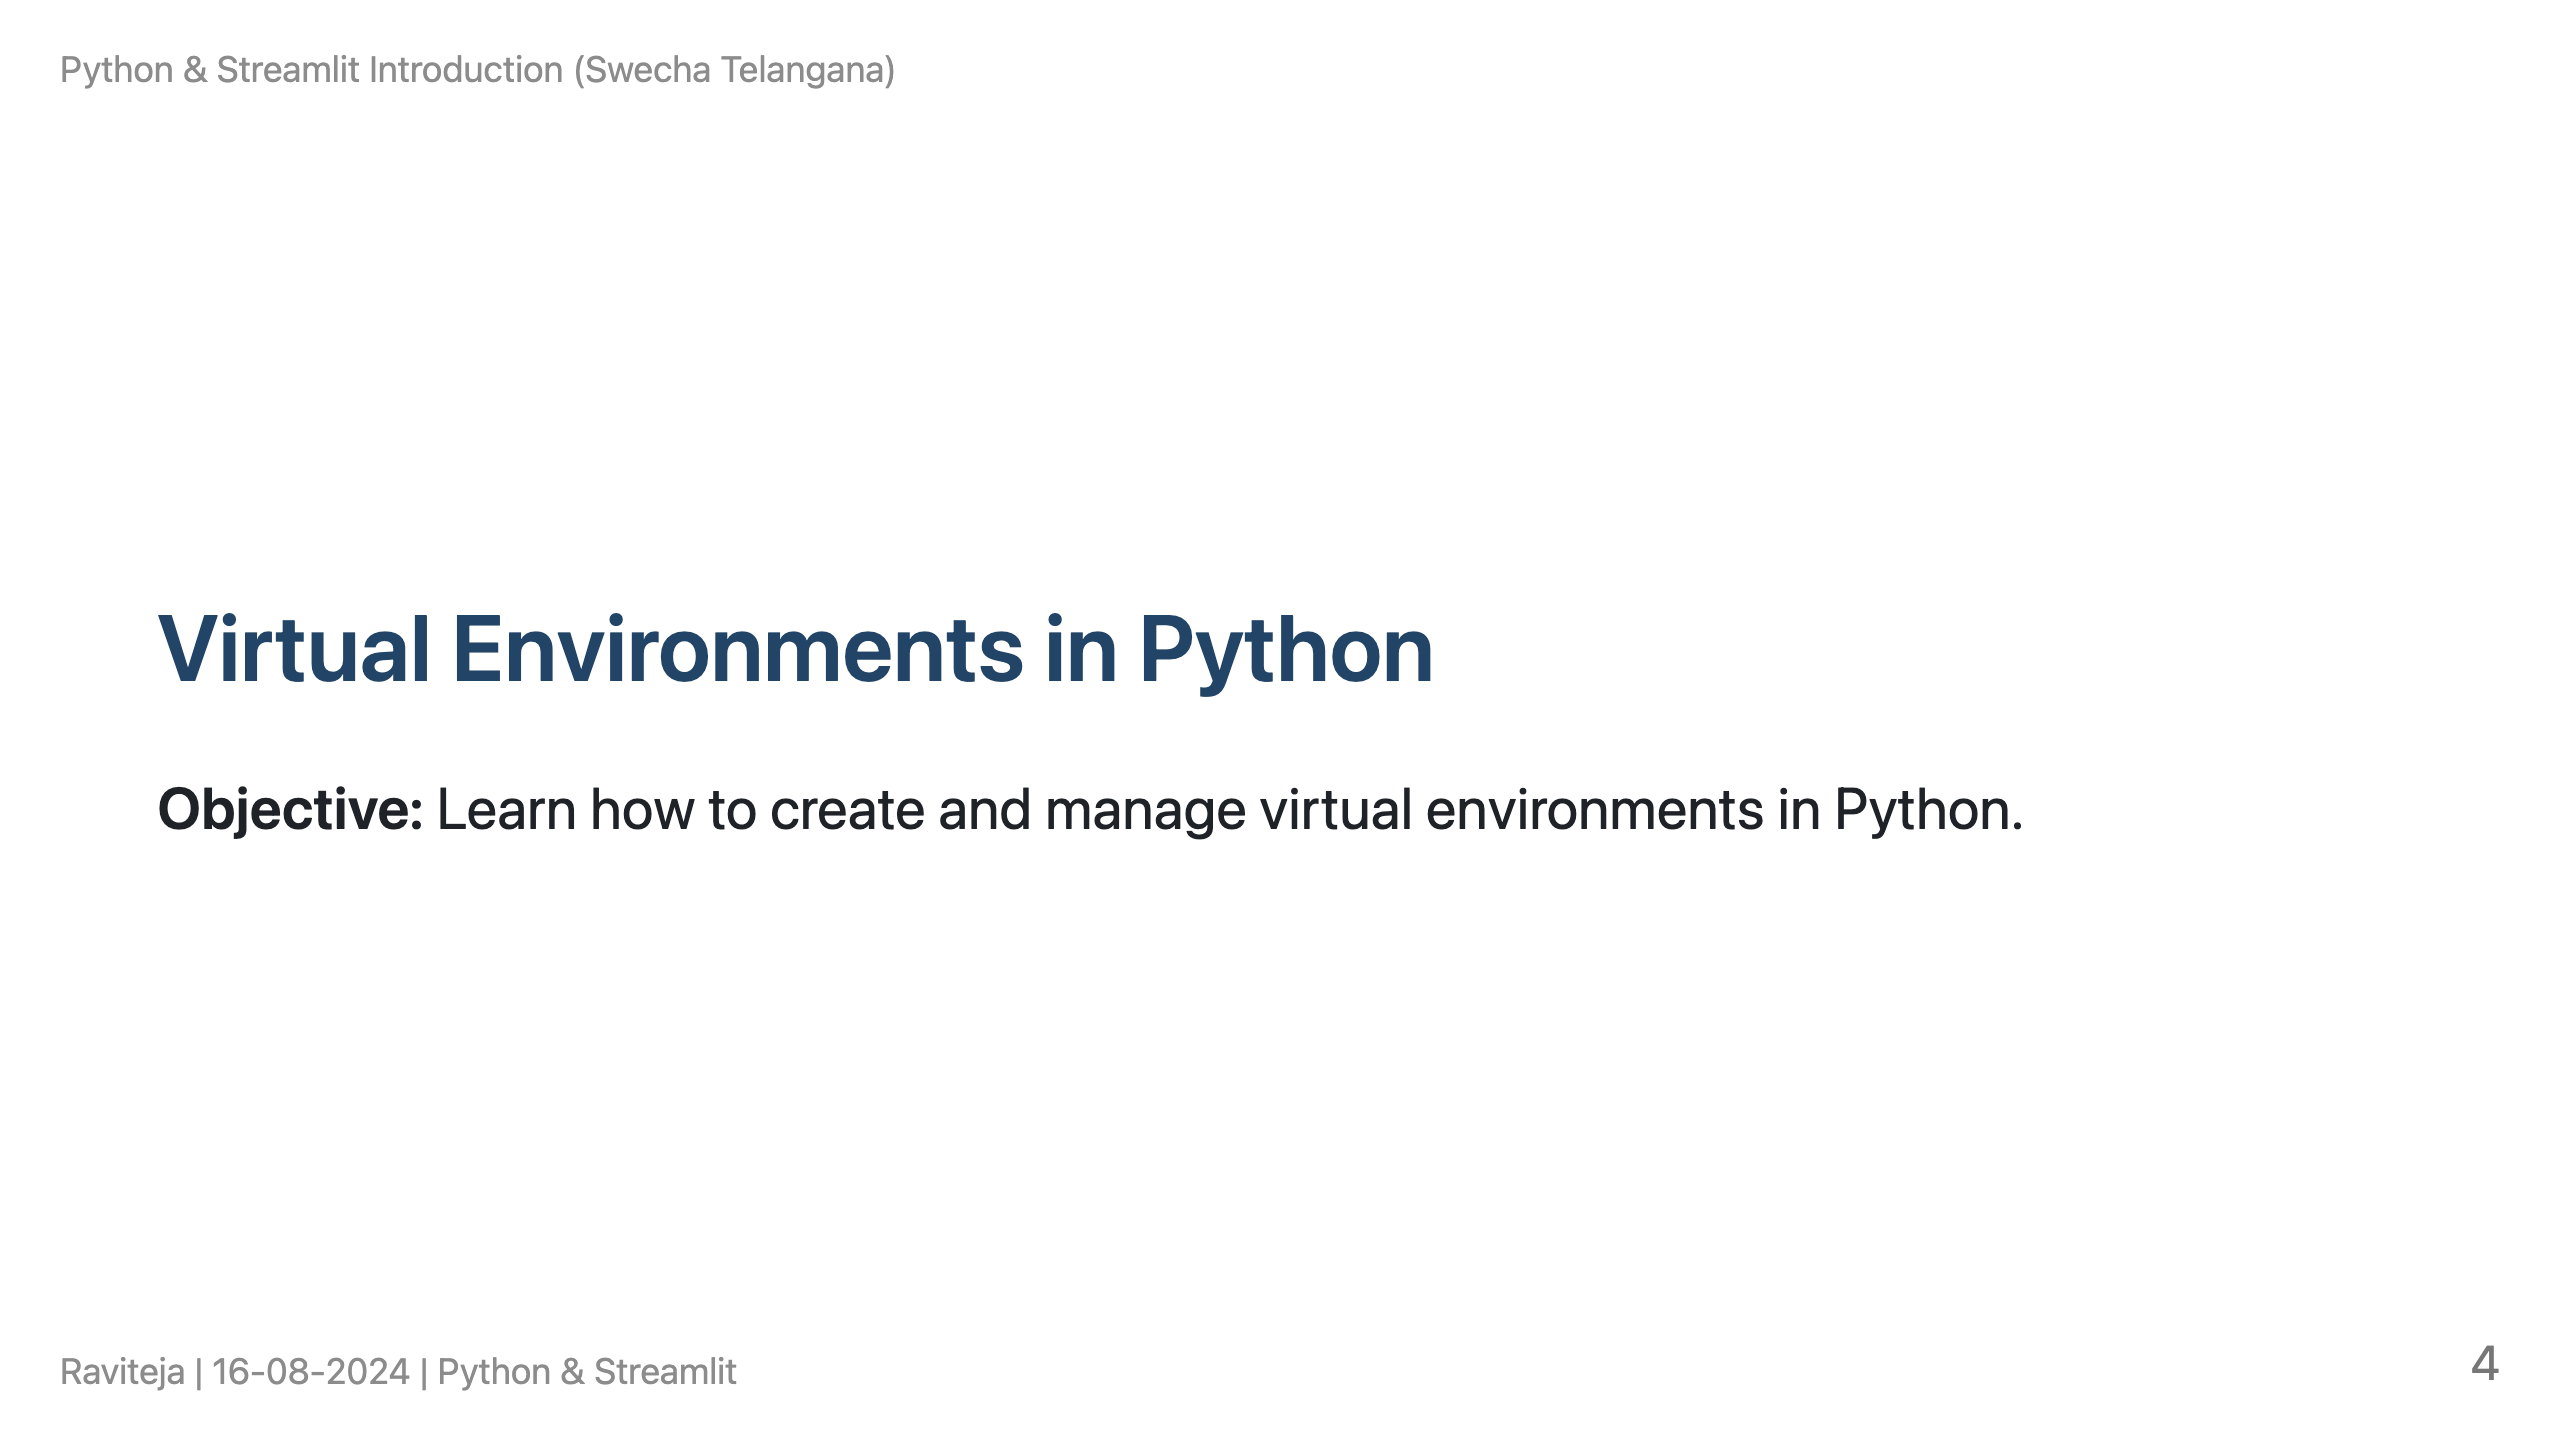 Python & Streamlit Introduction (Swecha Telangana)
Virtual Environments in Python
Objective: Learn how to create and manage virtual environments in Python.
Raviteja | 16-08-2024 | Python & Streamlit
4